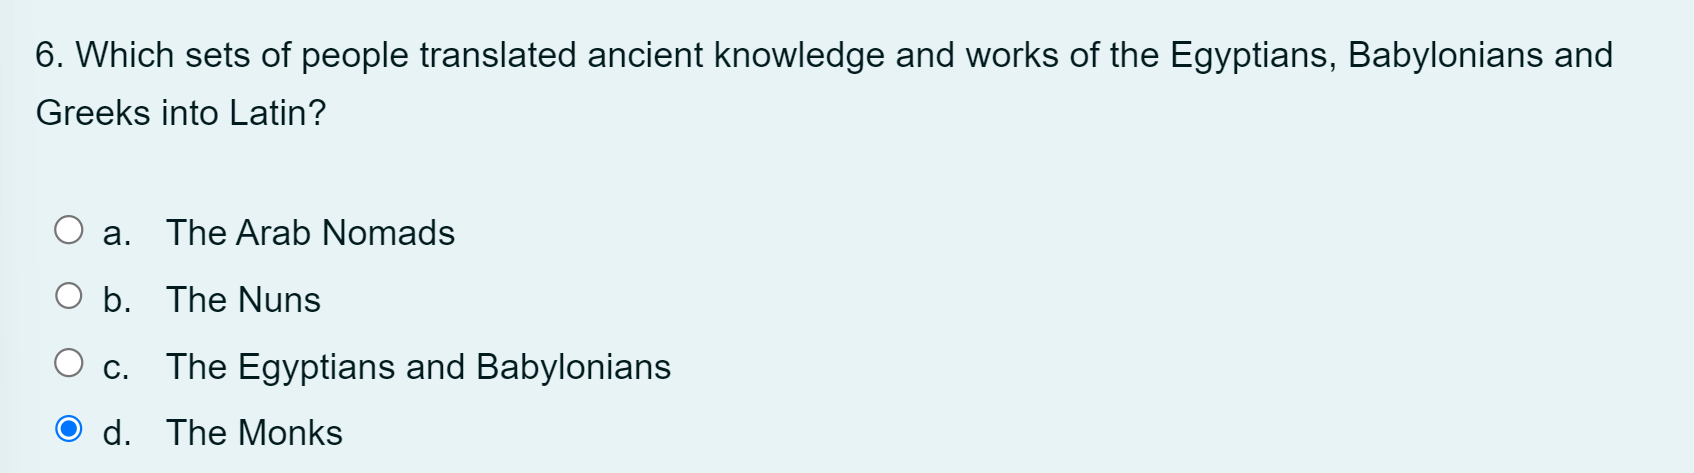 6. Which sets of people translated ancient knowledge and works of the Egyptians, Babylonians and
Greeks into Latin?
a. The Arab Nomads
b. The Nuns
c. The Egyptians and Babylonians
d. The Monks